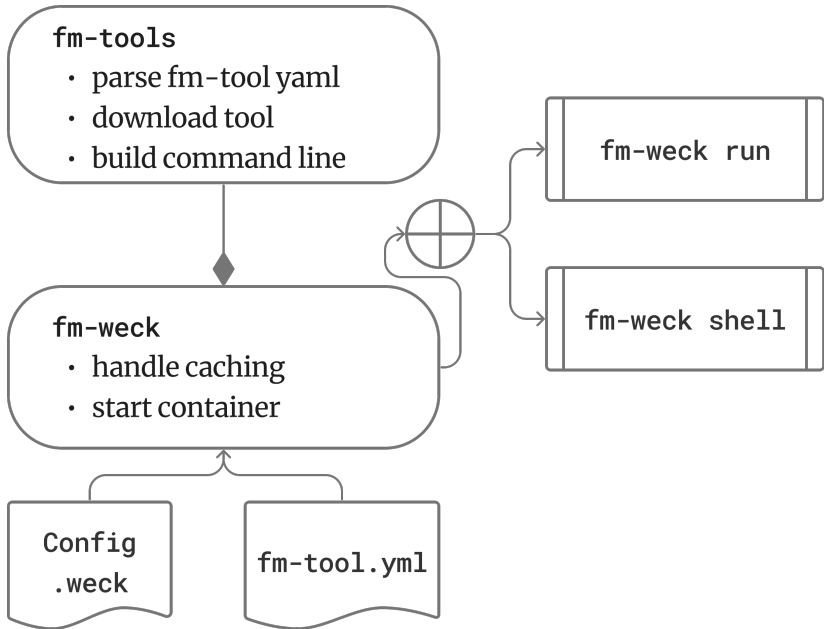 fm-tools
• parse fm-tool yaml
• download tool
• build command line
fm-weck run
fm-weck shell
fm-weck
• handle caching
• start container
Config
.weck
fm-tool.yml